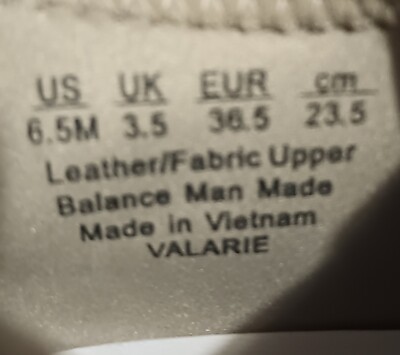 US UK EUR cm
6.5M 3.5 36.5 23.5
Leather/Fabric Upper
Balance Man Made
Made in Vietnam
VALARIE